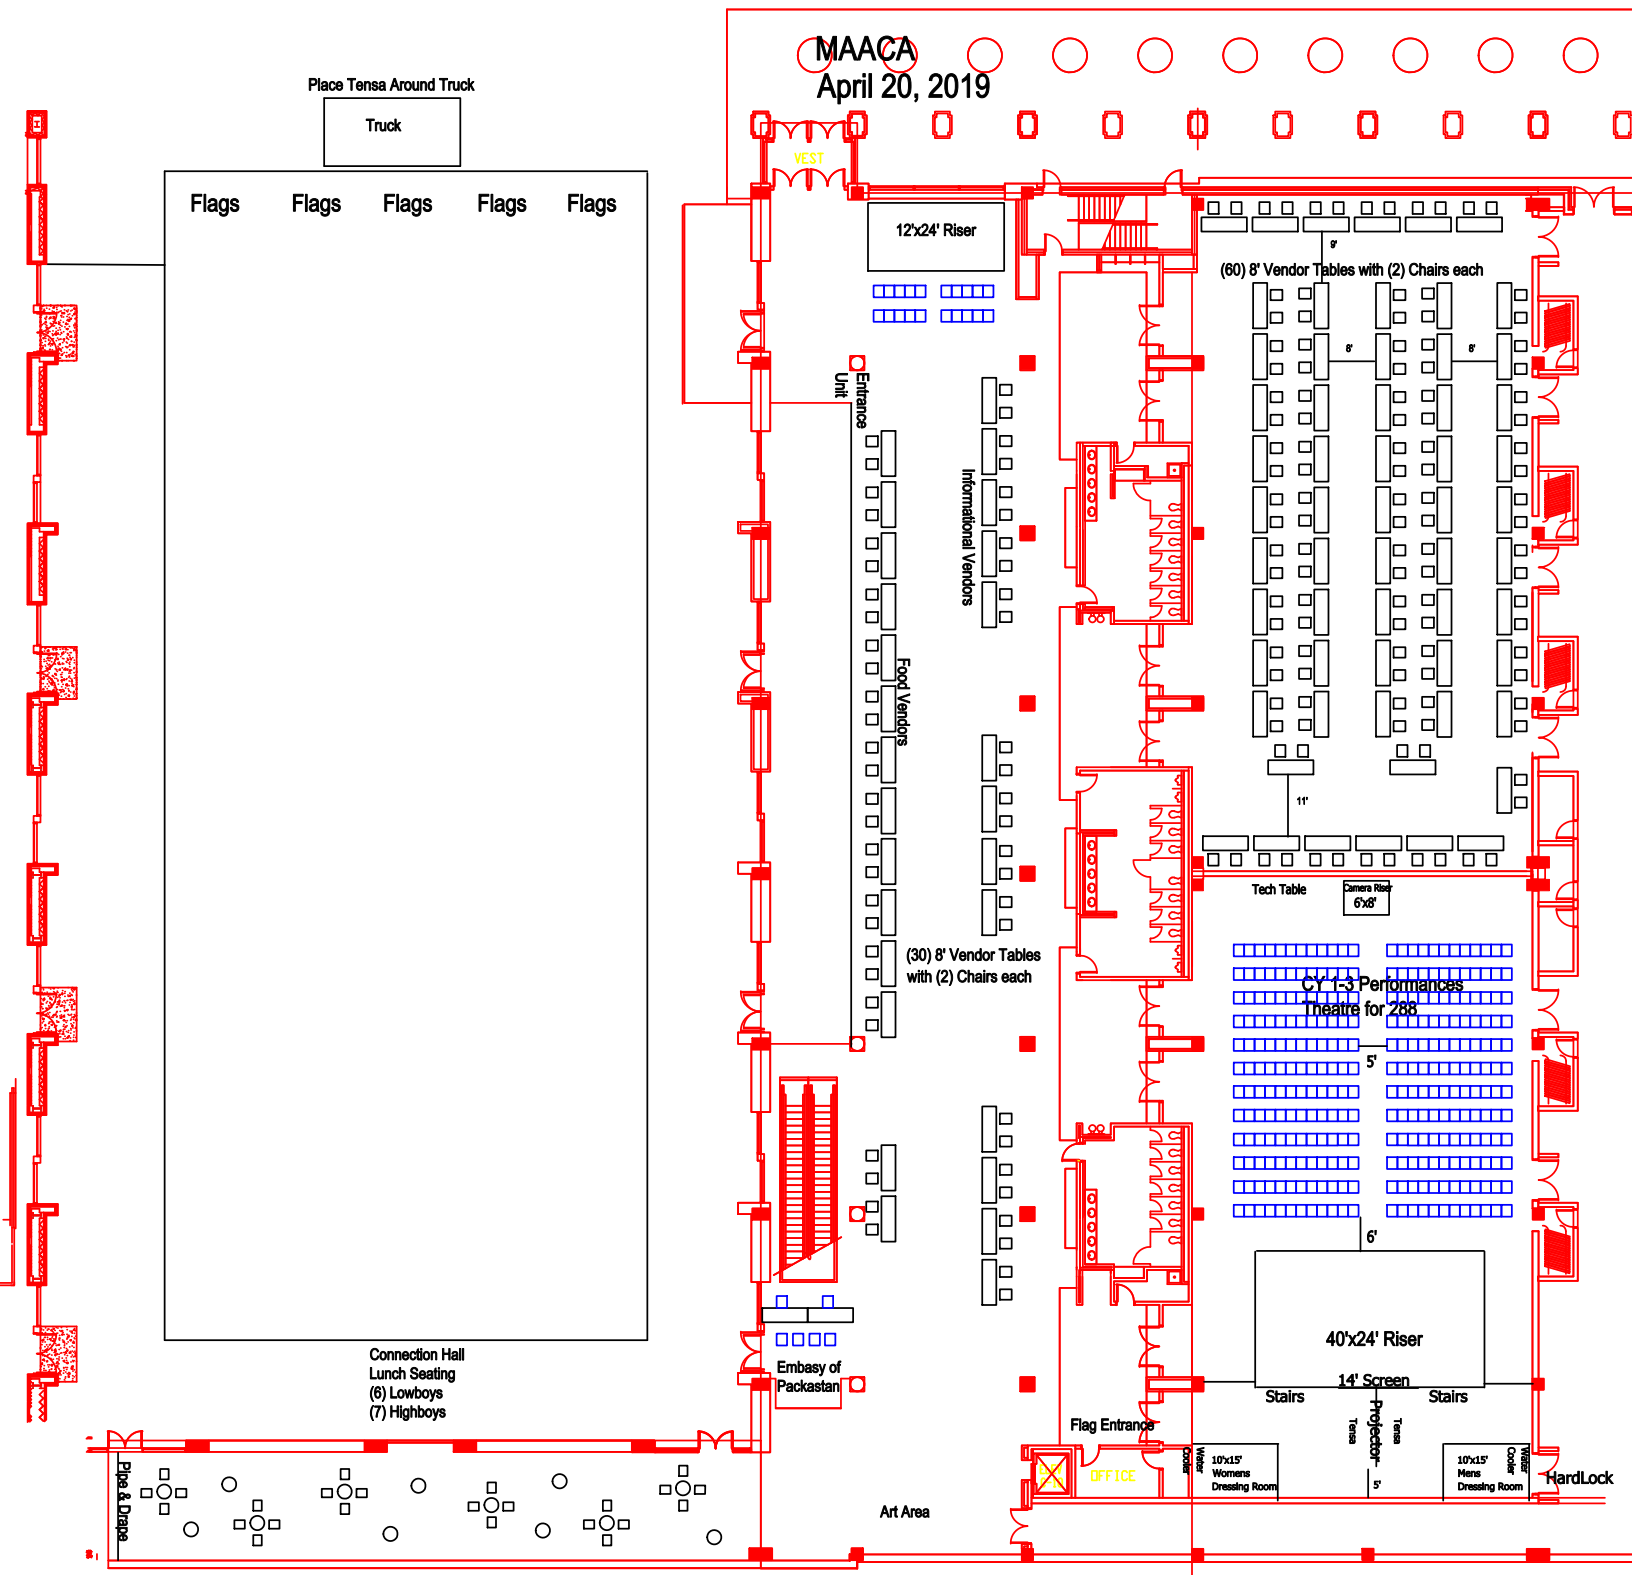 MAACA
April 20, 2019
Place Tensa Around Truck
Truck
VEST
Flags Flags Flags Flags Flags
12'x24' Riser
9'
(60) 8' Vendor Tables with (2) Chairs each
8' 8'
Entrance
Unit
Informational Vendors
Food Vendors
11'
Tech Table
Camera Riser
6'x8'
(30) 8' Vendor Tables
with (2) Chairs each
CY 1-3 Performances
Theatre for 288
5'
6'
40'x24' Riser
14' Screen
Stairs Stairs
Connection Hall
Lunch Seating
(6) Lowboys
(7) Highboys
Embasy of
Packastan
Flag Entrance
Projector
Tensa Tensa
OFFICE
Water
Cooler
10'x15'
Womens
Dressing Room
5'
10'x15'
Mens
Dressing Room
Water
Cooler
HardLock
Pipe & Drape
Art Area